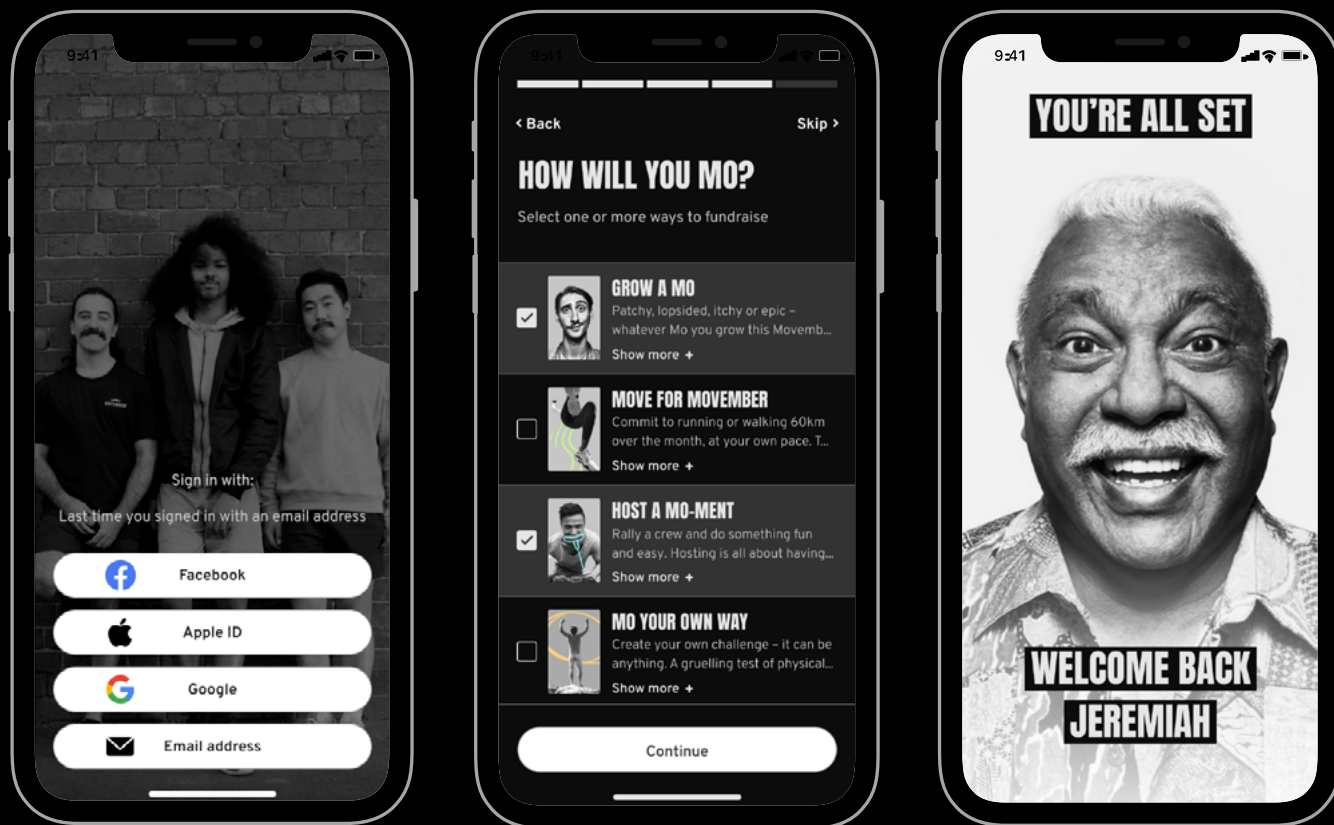 9:41
Sign in with:
Last time you signed in with an email address
Facebook
Apple ID
Google
Email address
9:41
< Back
Skip >
HOW WILL YOU MO?
Select one or more ways to fundraise
GROW A MO
Patchy, lopsided, itchy or epic –
whatever Mo you grow this Movemb...
Show more +
MOVE FOR MOVEMBER
Commit to running or walking 60km
over the month, at your own pace. T...
Show more +
HOST A MO-MENT
Rally a crew and do something fun
and easy. Hosting is all about having...
Show more +
MO YOUR OWN WAY
Create your own challenge – it can be
anything. A gruelling test of physical...
Show more +
Continue
9:41
YOU'RE ALL SET
WELCOME BACK
JEREMIAH